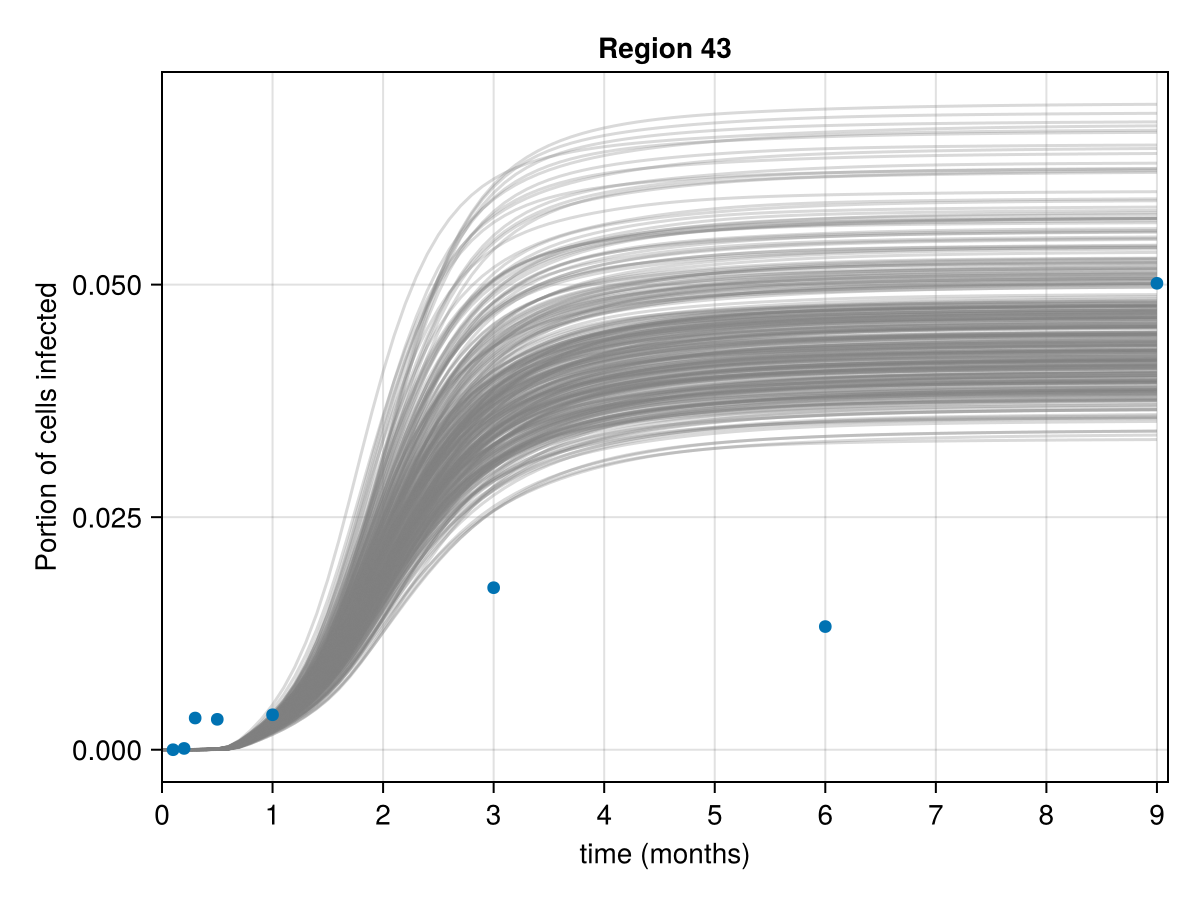 Region 43
Portion of cells infected
0.050
0.025
0.000
0 1 2 3 4 5 6 7 8 9
time (months)